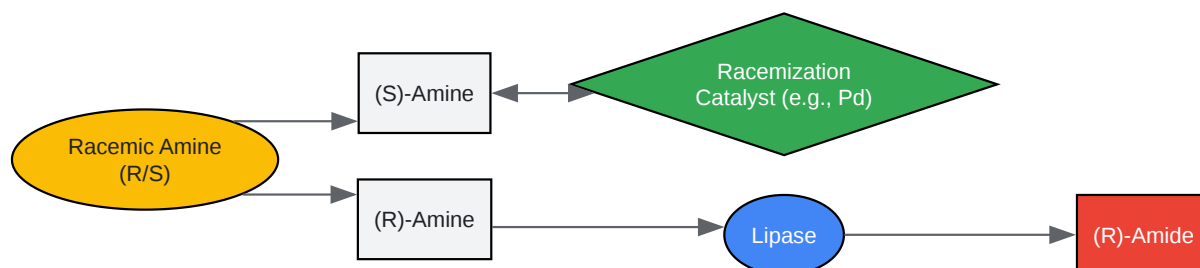 Racemic Amine
(R/S)
(S)-Amine
(R)-Amine
Racemization
Catalyst (e.g., Pd)
Lipase
(R)-Amide